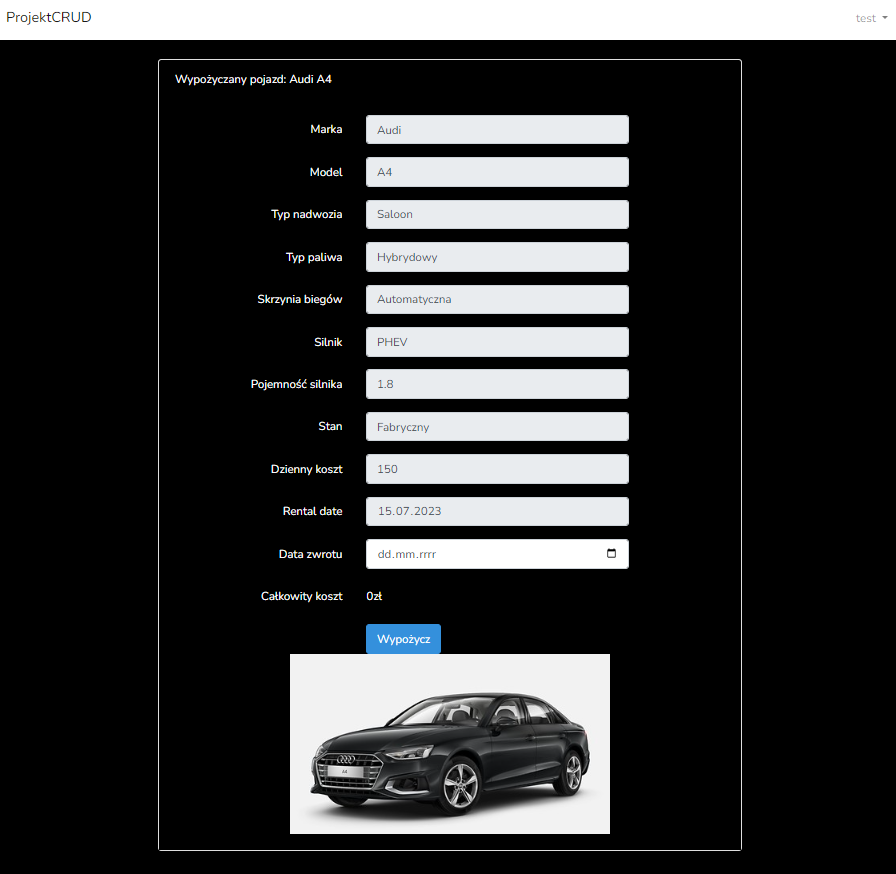 ProjektCRUD
test
Wypożyczany pojazd: Audi A4
Marka Audi
Model A4
Typ nadwozia Saloon
Typ paliwa Hybrydowy
Skrzynia biegów Automatyczna
Silnik PHEV
Pojemność silnika 1.8
Stan Fabryczny
Dzienny koszt 150
Rental date 15.07.2023
Data zwrotu dd.mm.rrrr
Całkowity koszt 0zł
Wypożycz
A4